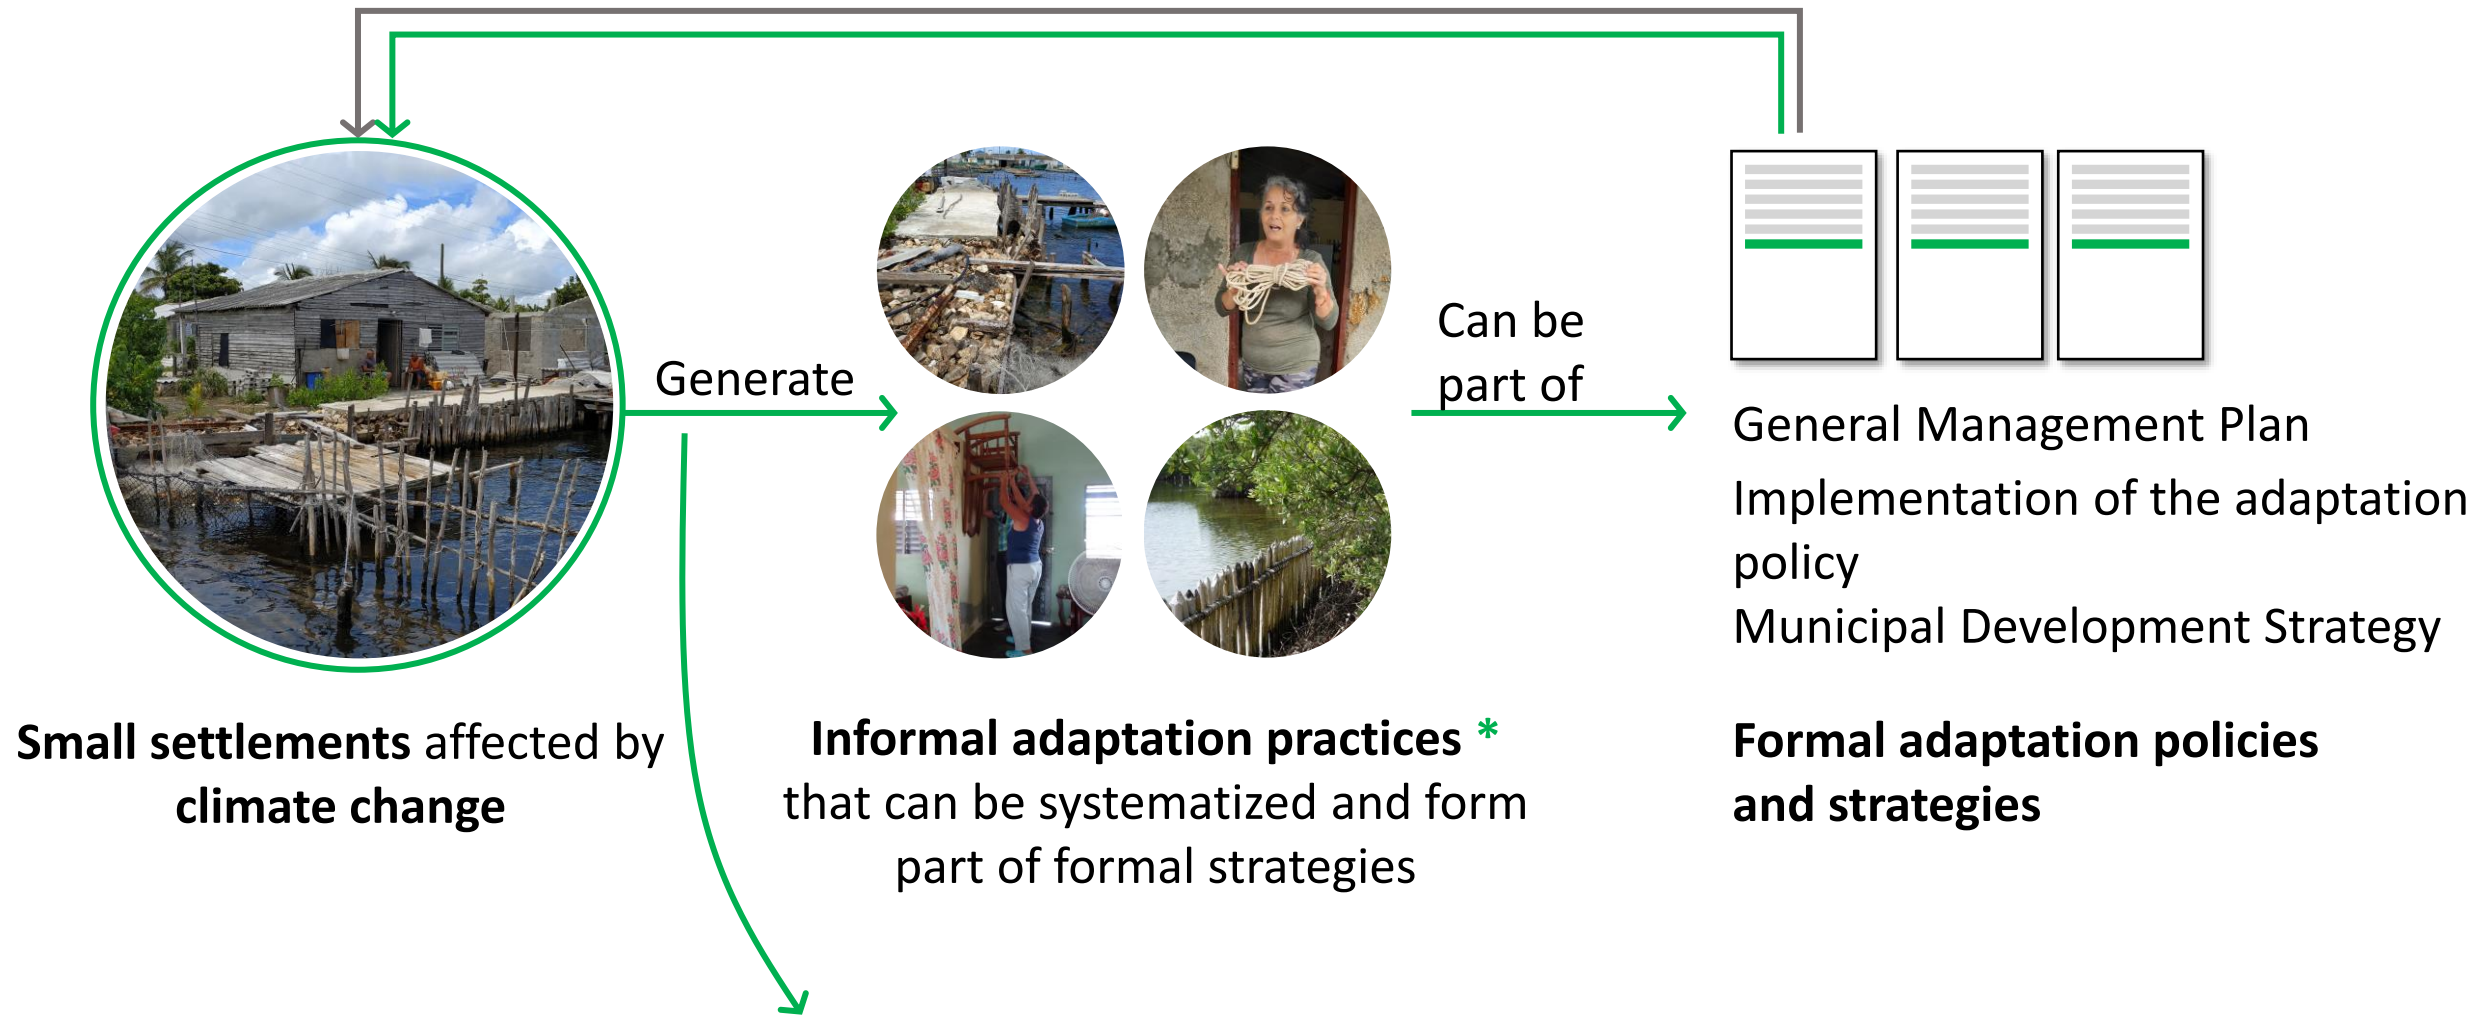 Generate
Can be
part of
General Management Plan
Implementation of the adaptation
policy
Municipal Development Strategy
Small settlements affected by
climate change
Informal adaptation practices *
that can be systematized and form
part of formal strategies
Formal adaptation policies
and strategies